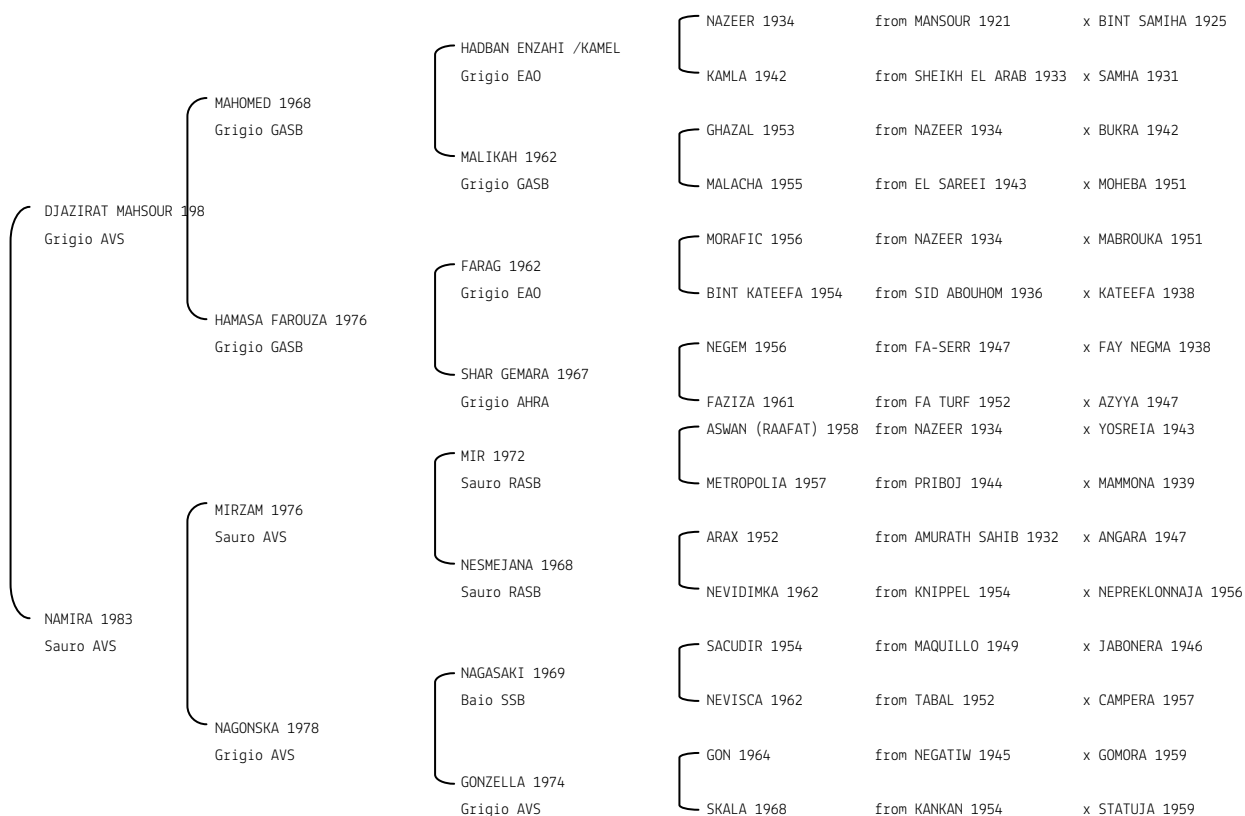 NAZEER 1934 from MANSOUR 1921 x BINT SAMIHA 1925
HADBAN ENZAHI /KAMEL
Grigio EAO KAMLA 1942 from SHEIKH EL ARAB 1933 x SAMHA 1931
MAHOMED 1968
Grigio GASB GHAZAL 1953 from NAZEER 1934 x BUKRA 1942
MALIKAH 1962
Grigio GASB MALACHA 1955 from EL SAREEI 1943 x MOHEBA 1951
DJAZIRAT MAHSOUR 198
Grigio AVS MORAFIC 1956 from NAZEER 1934 x MABROUKA 1951
FARAG 1962
Grigio EAO BINT KATEEFA 1954 from SID ABOUHOM 1936 x KATEEFA 1938
HAMASA FAROUZA 1976
Grigio GASB NEGEM 1956 from FA-SERR 1947 x FAY NEGMA 1938
SHAR GEMARA 1967
Grigio AHRA FAZIZA 1961 from FA TURF 1952 x AZYYA 1947
ASWAN (RAAFAT) 1958 from NAZEER 1934 x YOSREIA 1943
MIR 1972
Sauro RASB METROPOLIA 1957 from PRIBOJ 1944 x MAMMONA 1939
MIRZAM 1976
Sauro AVS ARAX 1952 from AMURATH SAHIB 1932 x ANGARA 1947
NESMEJANA 1968
Sauro RASB NEVIDIMKA 1962 from KNIPPEL 1954 x NEPREKLONNAJA 1956
NAMIRA 1983
Sauro AVS SACUDIR 1954 from MAQUILLO 1949 x JABONERA 1946
NAGASAKI 1969
Baio SSB NEVISCA 1962 from TABAL 1952 x CAMPERA 1957
NAGONSKA 1978
Grigio AVS GON 1964 from NEGATIW 1945 x GOMORA 1959
GONZELLA 1974
Grigio AVS SKALA 1968 from KANKAN 1954 x STATUJA 1959